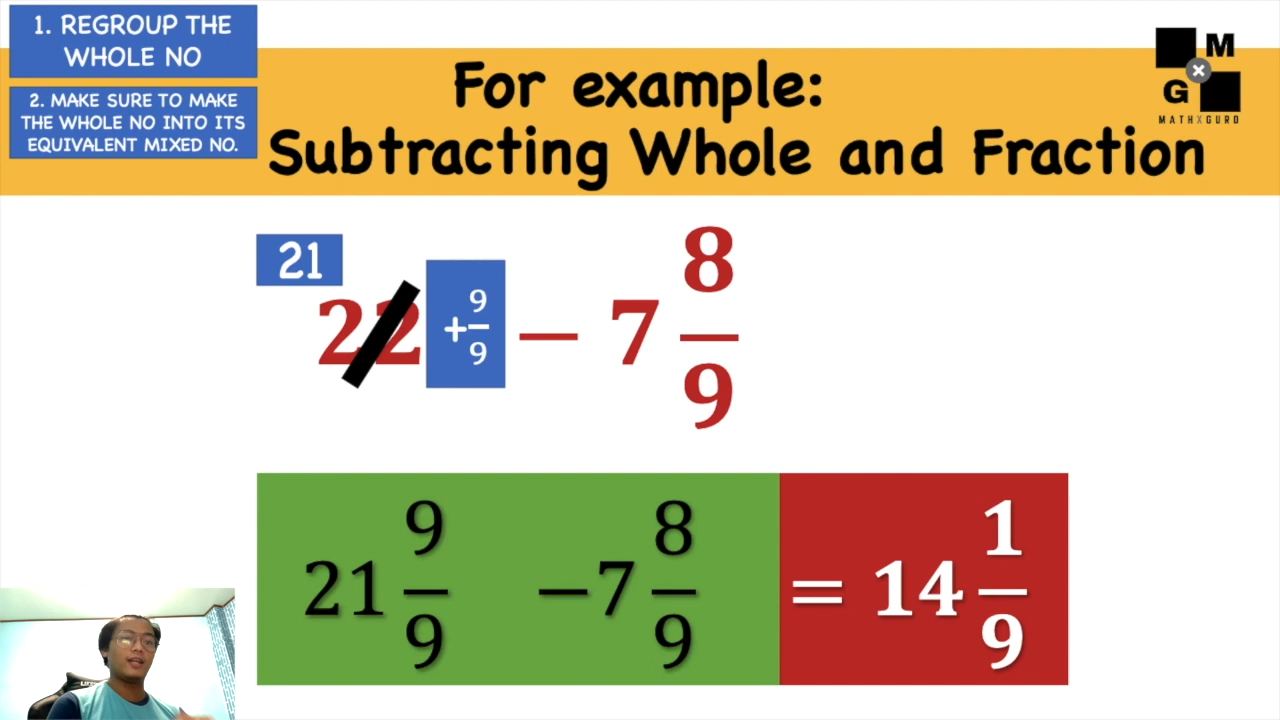 1. REGROUP THE
WHOLE NO
2. MAKE SURE TO MAKE
THE WHOLE NO INTO ITS
EQUIVALENT MIXED NO.
For example:
Subtracting Whole and Fraction
M
×
G
MATHXGURO
21
22 +9/9 − 7 8/9
21 9/9 −7 8/9 = 14 1/9